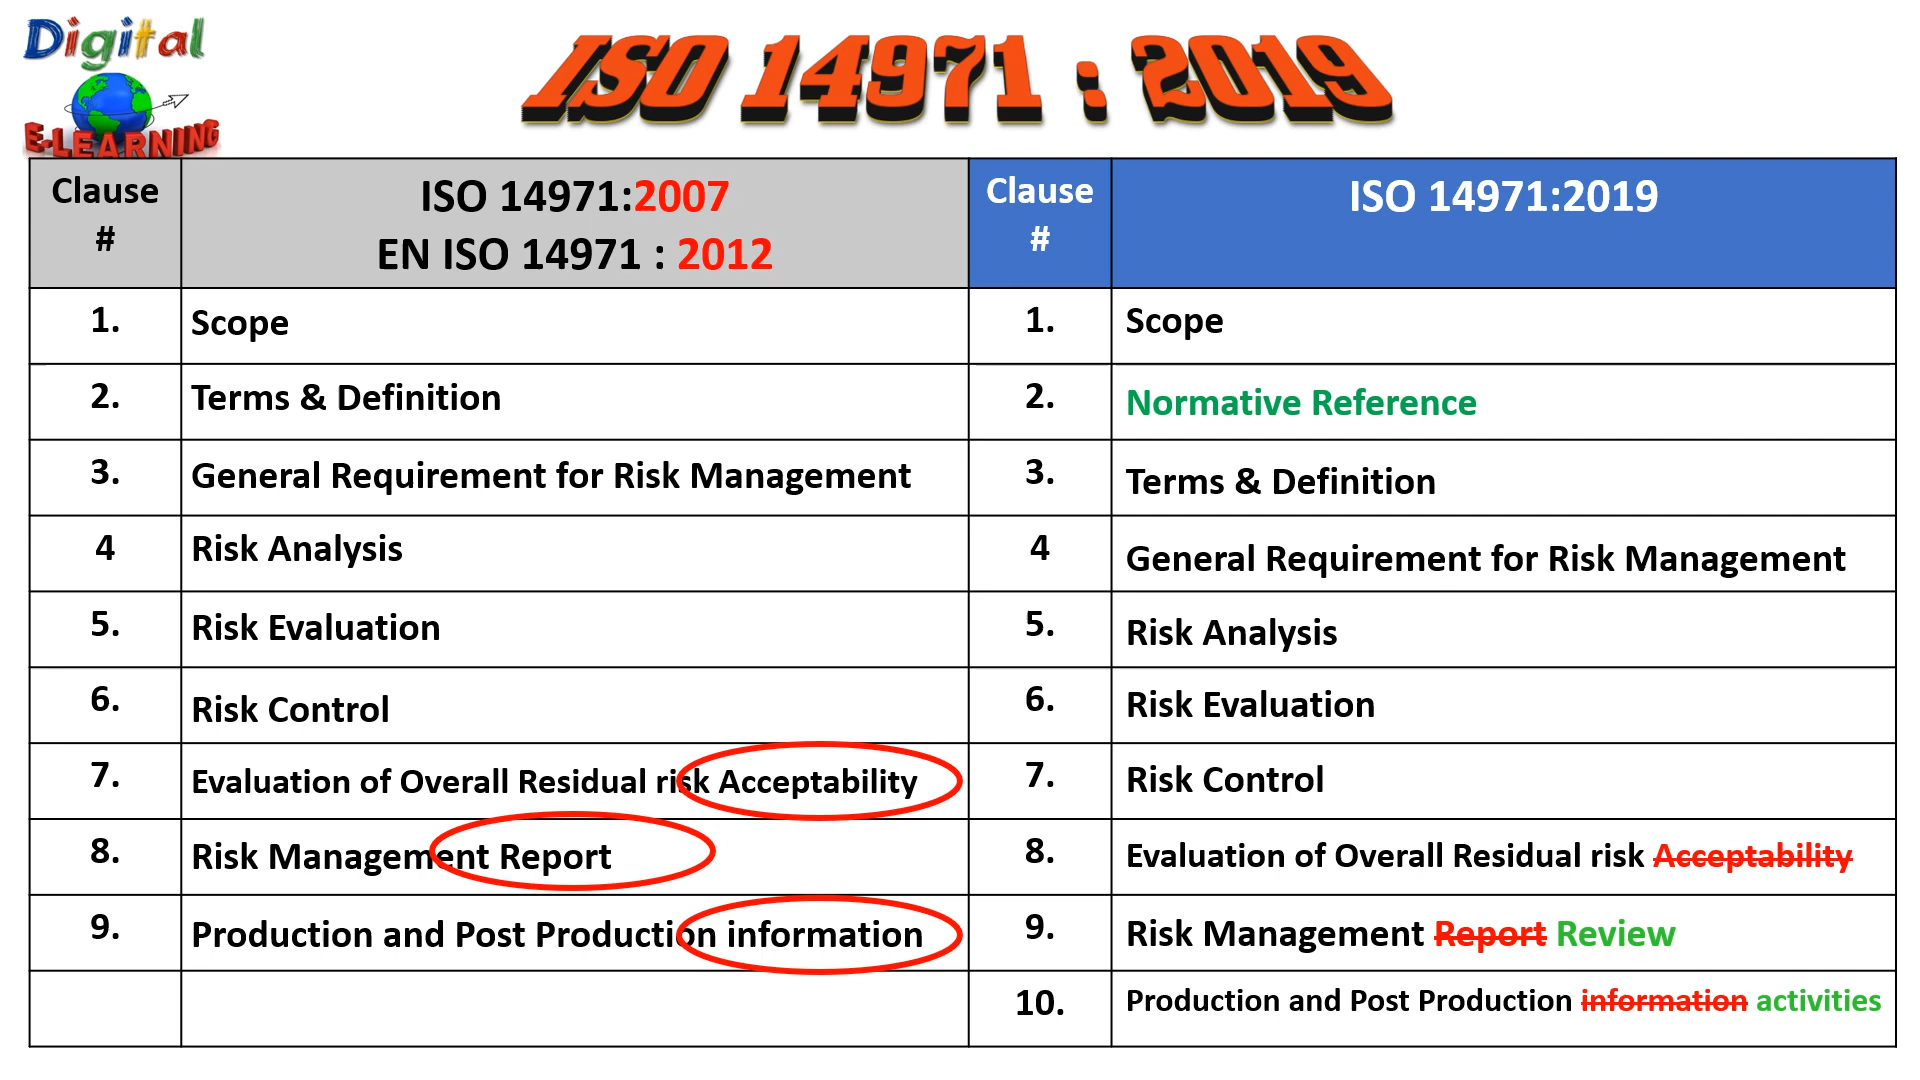 Digital
E-LEARNING
ISO 14971 : 2019
Clause # ISO 14971:2007 EN ISO 14971 : 2012 Clause # ISO 14971:2019
1. Scope 1. Scope
2. Terms & Definition 2. Normative Reference
3. General Requirement for Risk Management 3. Terms & Definition
4 Risk Analysis 4 General Requirement for Risk Management
5. Risk Evaluation 5. Risk Analysis
6. Risk Control 6. Risk Evaluation
7. Evaluation of Overall Residual risk Acceptability 7. Risk Control
8. Risk Management Report 8. Evaluation of Overall Residual risk Acceptability
9. Production and Post Production information 9. Risk Management Report Review
10. Production and Post Production information activities